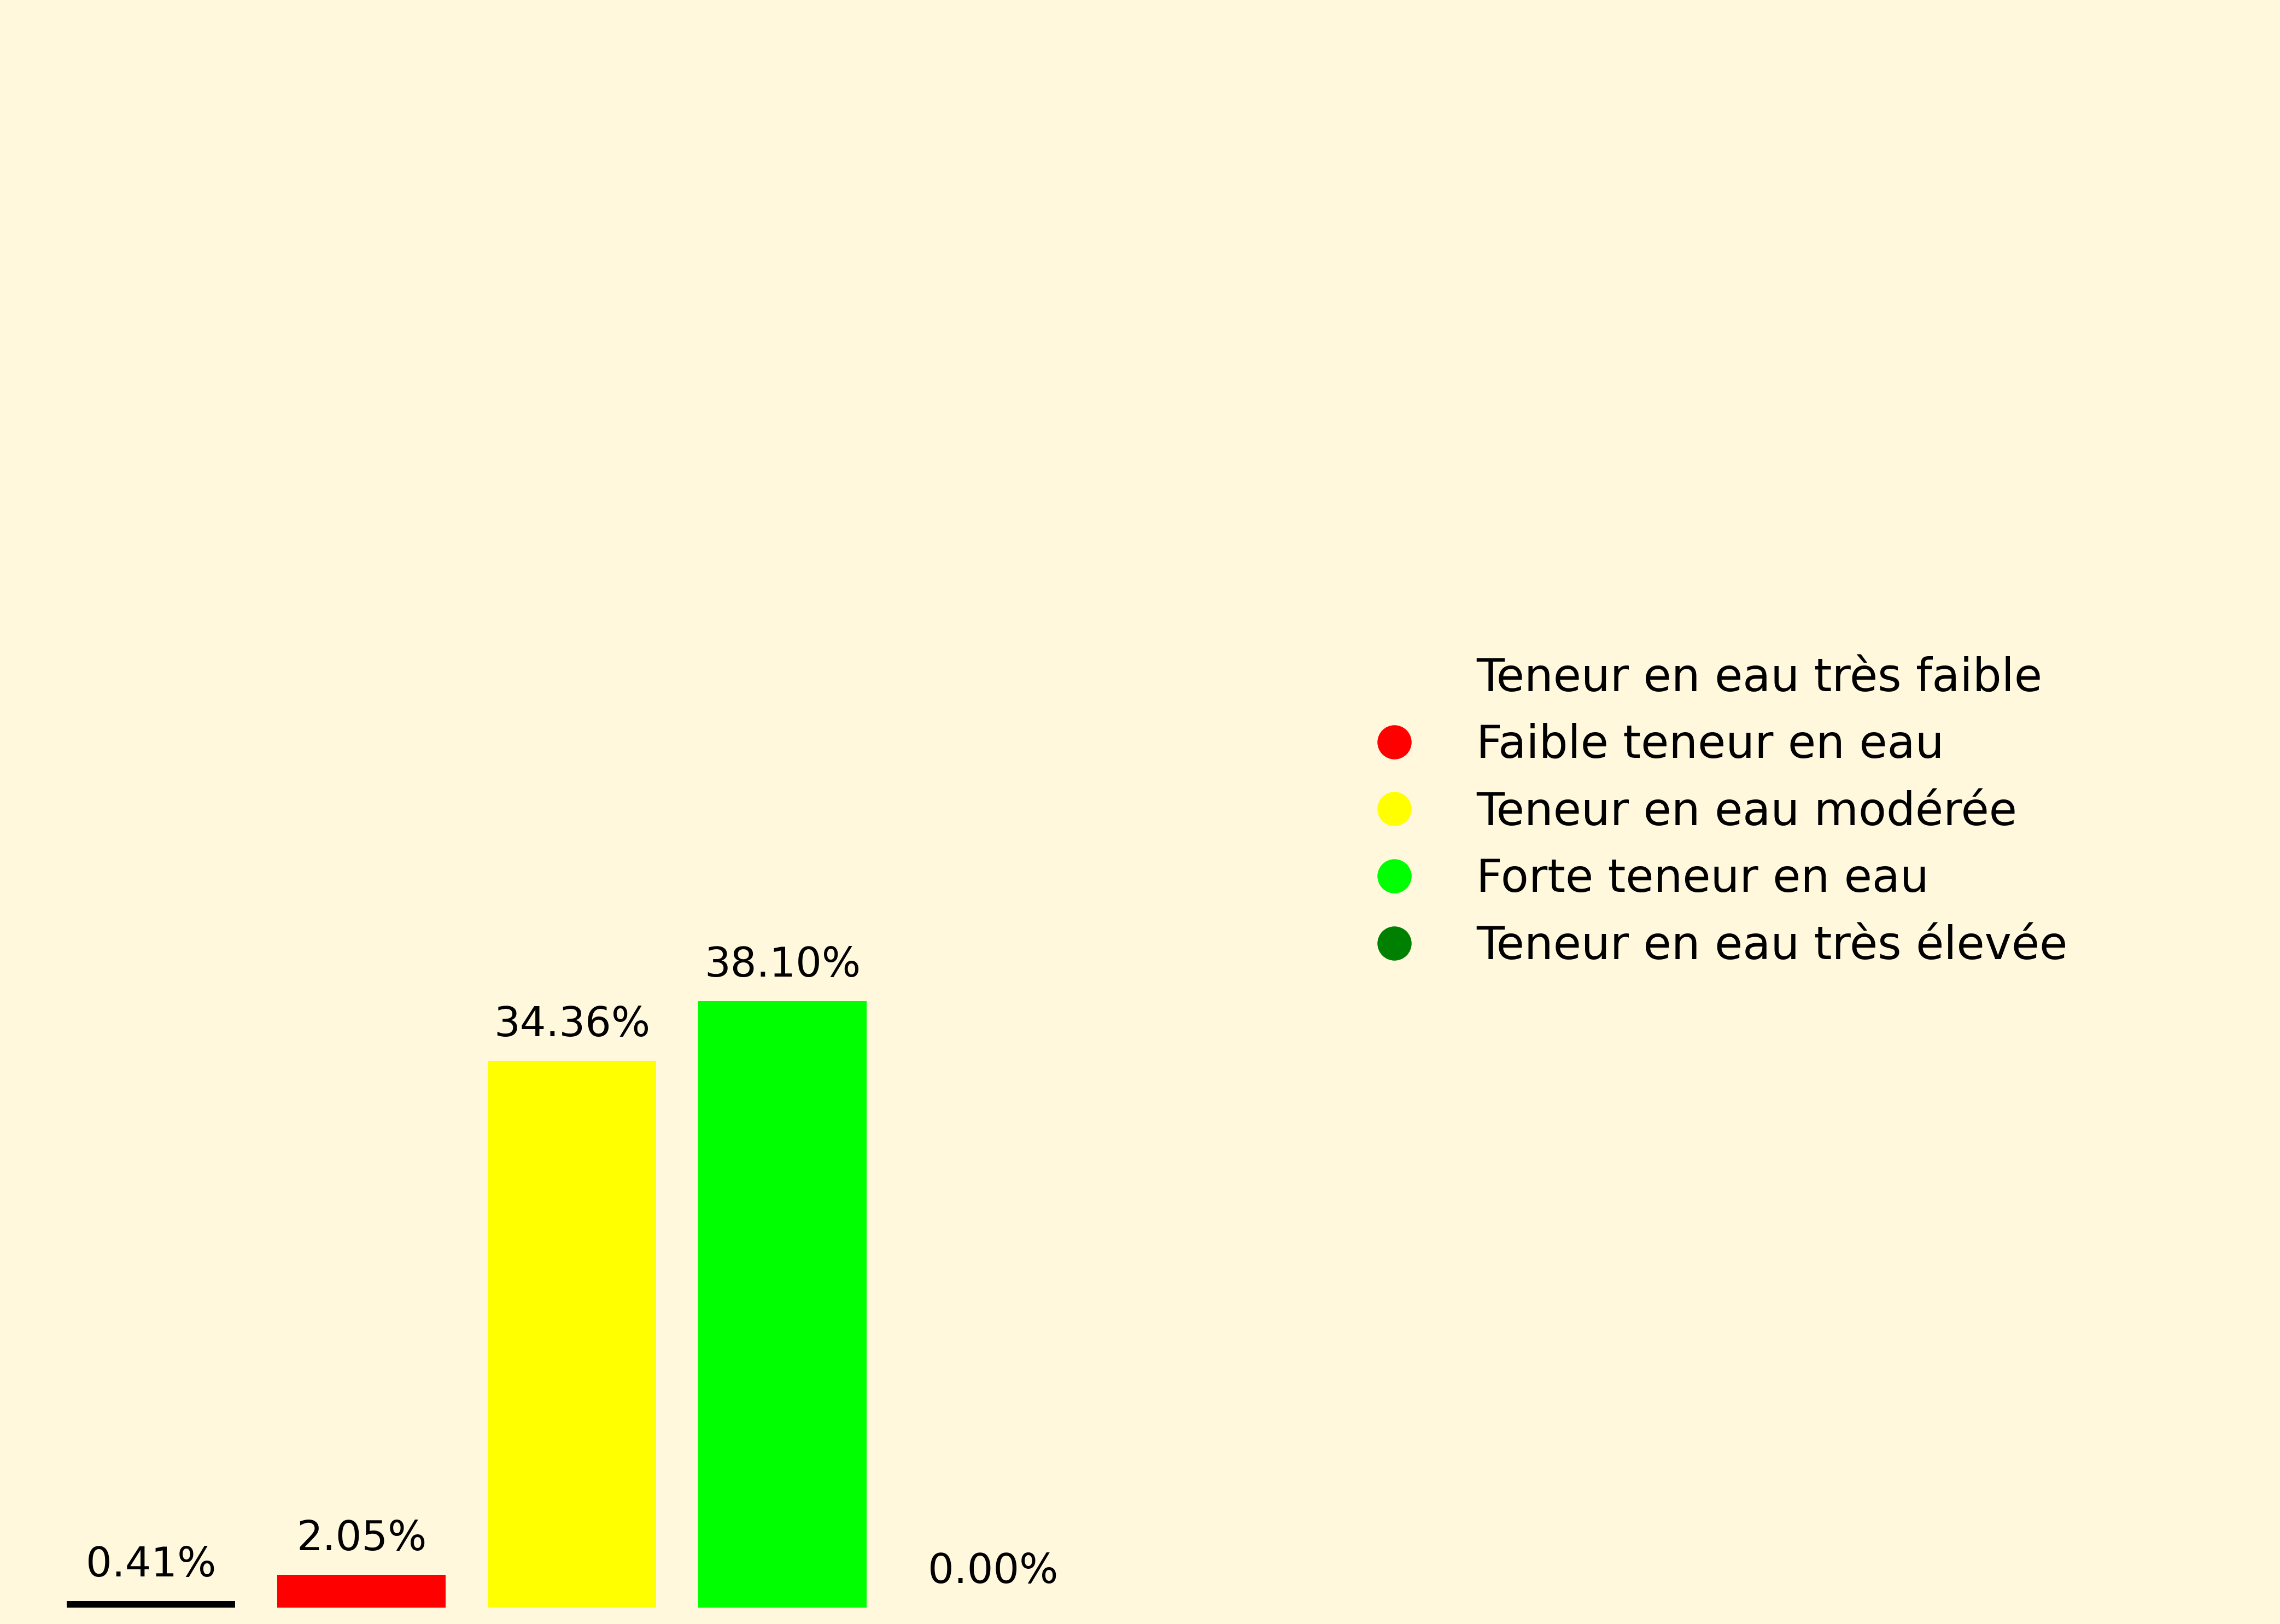 Teneur en eau très faible
Faible teneur en eau
Teneur en eau modérée
Forte teneur en eau
Teneur en eau très élevée
38.10%
34.36%
2.05%
0.41%
0.00%